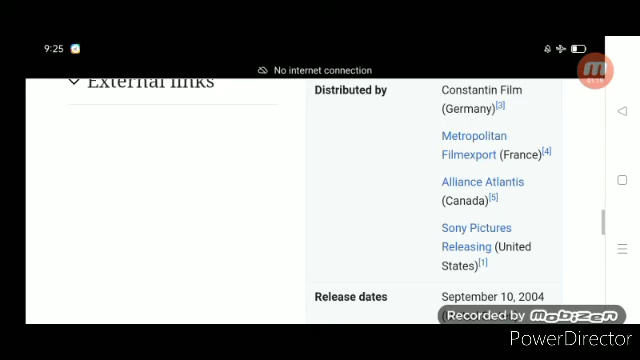 9:25
No internet connection
External links
Distributed by
Constantin Film
(Germany)[3]
Metropolitan
Filmexport (France)[4]
Alliance Atlantis
(Canada)[5]
Sony Pictures
Releasing (United
States)[1]
Release dates
September 10, 2004
Recorded by Mobizen
PowerDirector